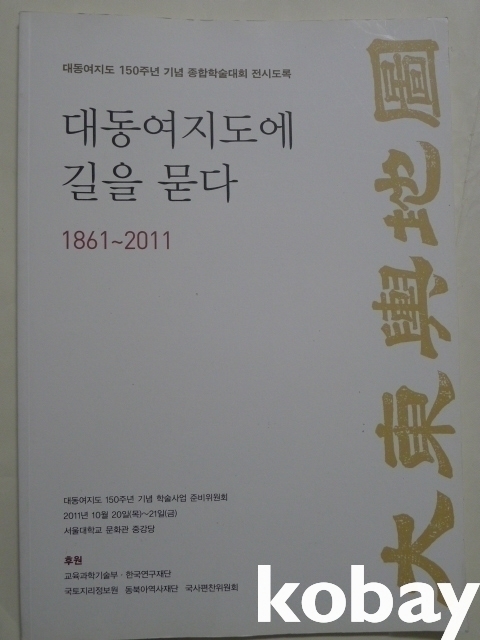 대동여지도 150주년 기념 종합학술대회 전시도록
대동여지도에
길을 묻다
1861~2011
大東輿地圖
대동여지도 150주년 기념 학술사업 준비위원회
2011년 10월 20일(목)~21일(금)
서울대학교 문화관 중강당
후원
교육과학기술부 · 한국연구재단
국토지리정보원 동북아역사재단 국사편찬위원회
kobay